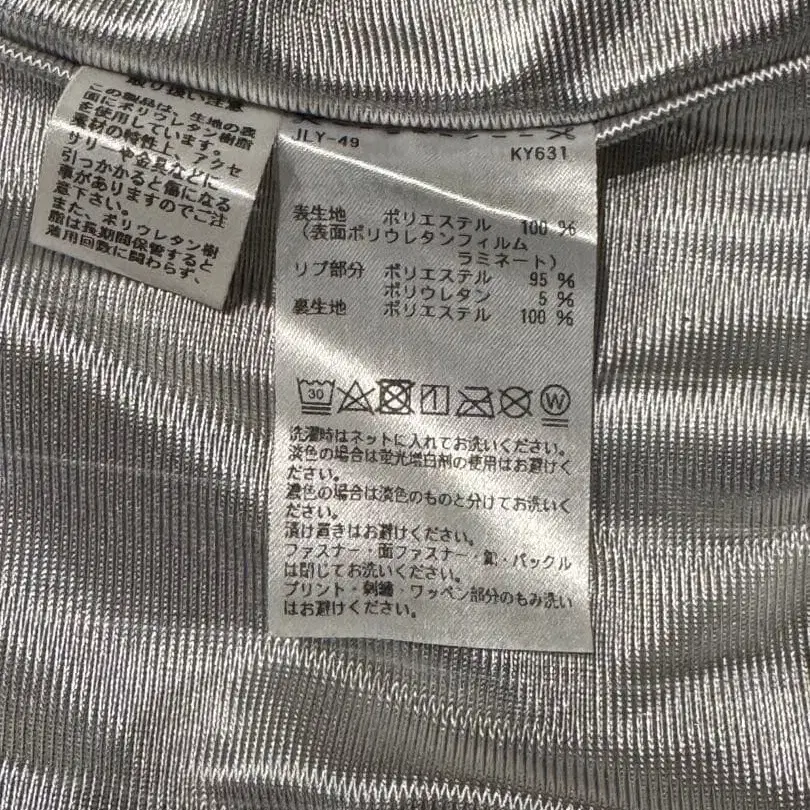 取り扱い注意
この製品は、生地の表
面にポリウレタン樹脂
を使用しています。
素材の特性上、アクセ
サリーや金具などに
引っかかると傷になる
事がありますのでご注
意下さい。
また、ポリウレタン樹
脂は長期間保管すると
着用回数に関わらず、
JLY-49
KY631
表生地 ポリエステル 100 %
(表面ポリウレタンフィルム
ラミネート)
リブ部分 ポリエステル 95 %
ポリウレタン 5 %
裏生地 ポリエステル 100 %
30
W
洗濯時はネットに入れてお洗いください。
淡色の場合は蛍光増白剤の使用はお避けく
ださい。
濃色の場合は淡色のものと分けてお洗いく
ださい。
漬け置きはお避けください。
ファスナー・面ファスナー・釦・バックル
は閉じてお洗いください。
プリント・刺繍・ワッペン部分のもみ洗い
はお避けください。